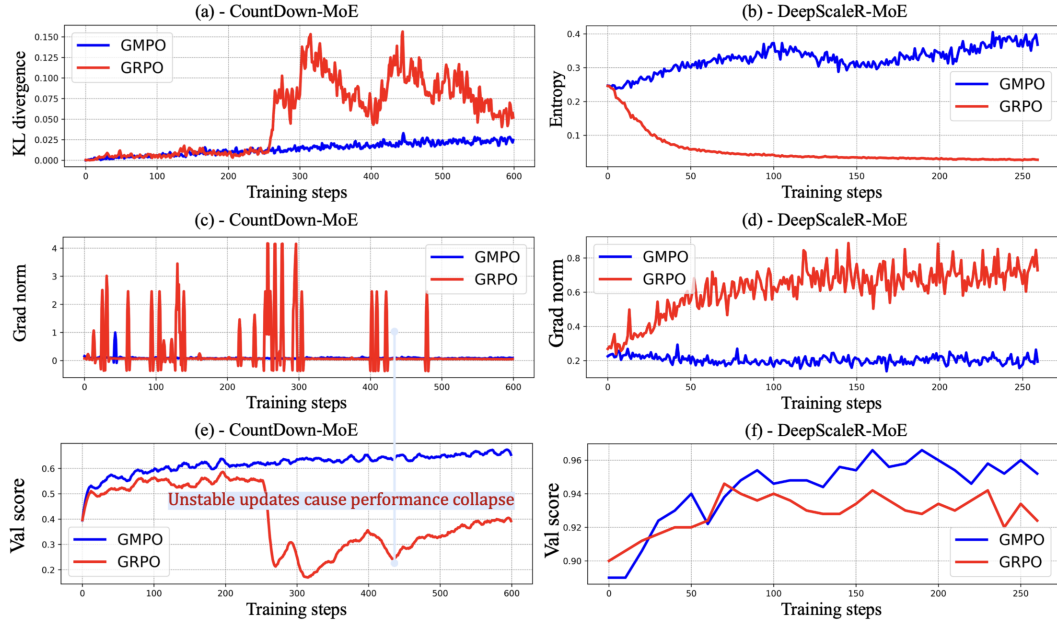 (a) - CountDown-MoE
KL divergence
0.150
0.125
0.100
0.075
0.050
0.025
0.000
GMPO
GRPO
0 100 200 300 400 500 600
Training steps
(b) - DeepScaleR-MoE
Entropy
0.4
0.3
0.2
0.1
GMPO
GRPO
0 50 100 150 200 250
Training steps
(c) - CountDown-MoE
Grad norm
4
3
2
1
0
GMPO
GRPO
0 100 200 300 400 500 600
Training steps
(d) - DeepScaleR-MoE
Grad norm
0.8
0.6
0.4
0.2
GMPO
GRPO
0 50 100 150 200 250
Training steps
(e) - CountDown-MoE
Val score
0.6
0.5
0.4
0.3
0.2
Unstable updates cause performance collapse
GMPO
GRPO
0 100 200 300 400 500 600
Training steps
(f) - DeepScaleR-MoE
Val score
0.96
0.94
0.92
0.90
GMPO
GRPO
0 50 100 150 200 250
Training steps